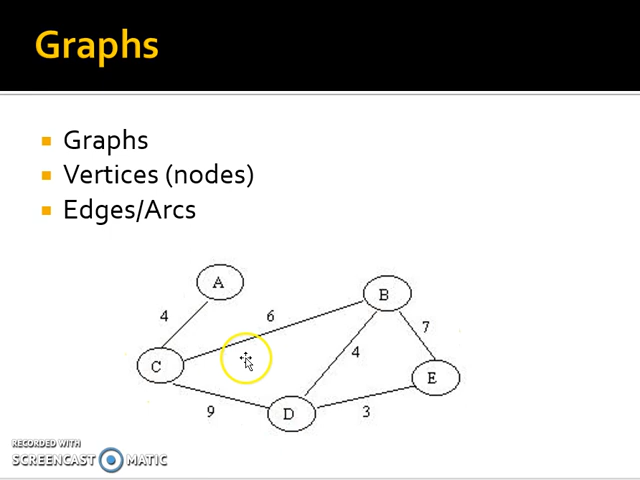 Graphs
Graphs
Vertices (nodes)
Edges/Arcs
A
B
4
6
7
4
C
E
9
D
3
RECORDED WITH
SCREENCAST MATIC